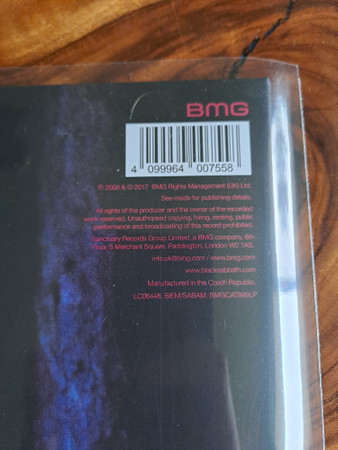 BMG
4 099964 007558
℗ 2009 & © 2017 BMG Rights Management (UK) Ltd.
See inside for publishing details.
All rights of the producer and the owner of the recorded
work reserved. Unauthorised copying, hiring, renting, public
performance and broadcasting of this record prohibited.
Sanctuary Records Group Limited, a BMG company, 8th
Floor, 5 Merchant Square, Paddington, London W2 1AS.
info.uk@bmg.com / www.bmg.com
www.blacksabbath.com
Manufactured in the Czech Republic.
LC06448, BIEM/SABAM, BMGCAT899LP